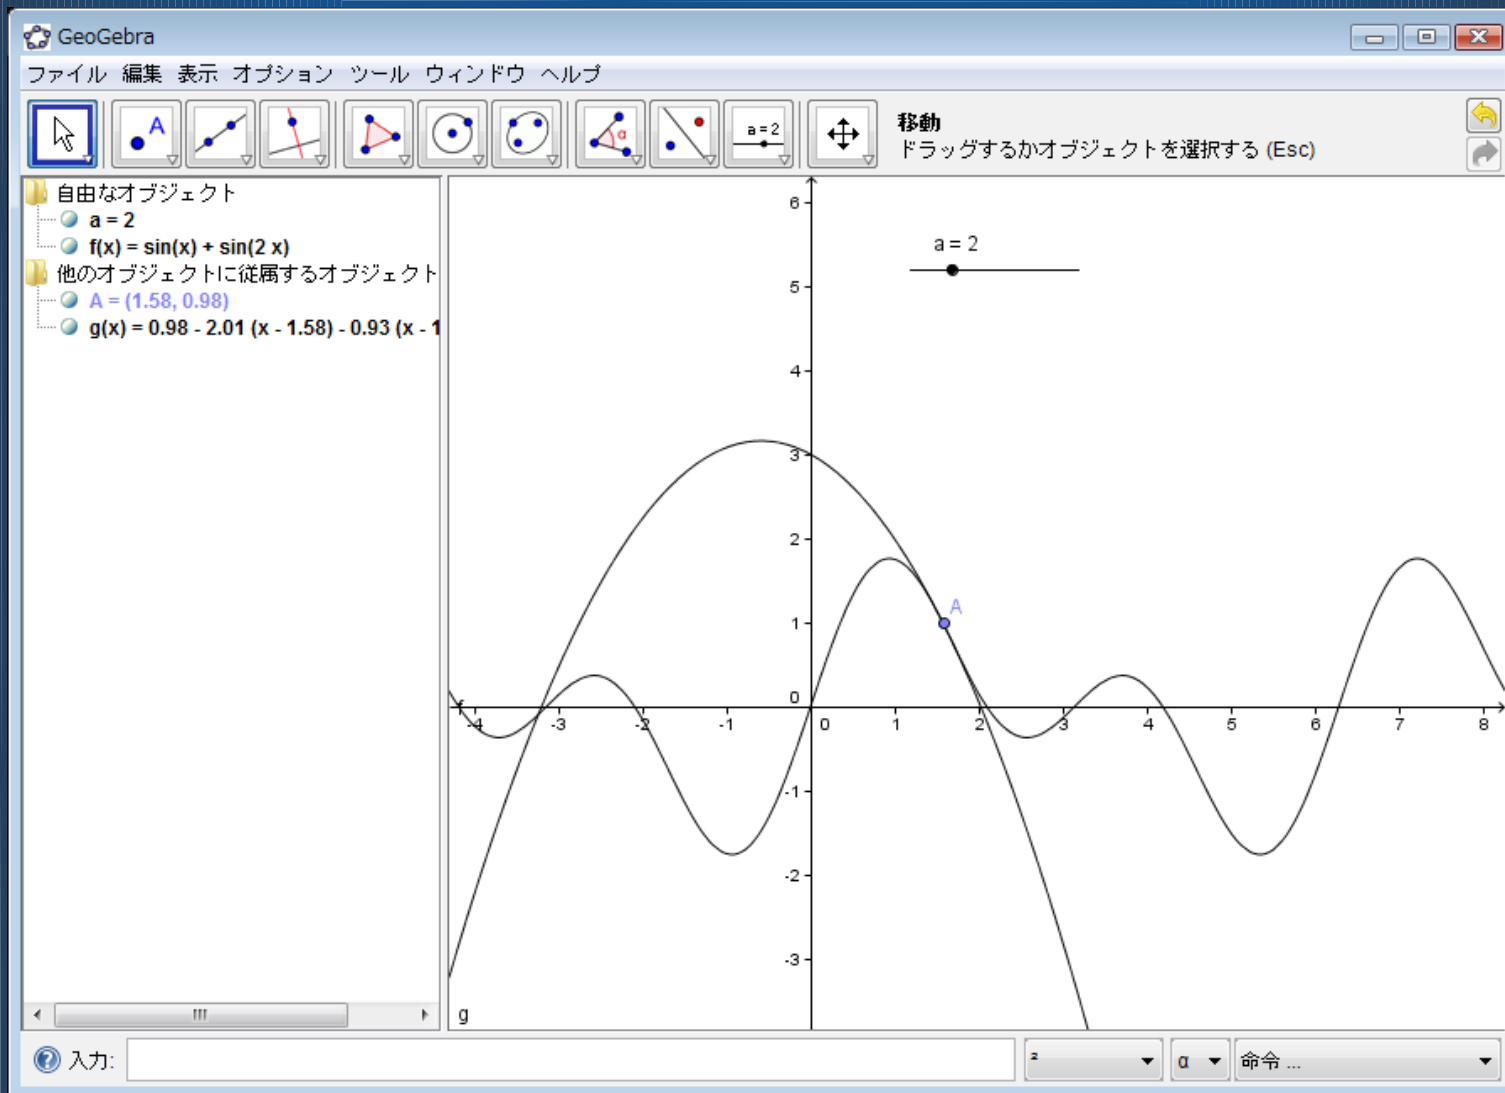 GeoGebra
ファイル 編集 表示 オプション ツール ウィンドウ ヘルプ
A
α
a = 2
移動
ドラッグするかオブジェクトを選択する (Esc)
自由なオブジェクト
a = 2
f(x) = sin(x) + sin(2 x)
他のオブジェクトに従属するオブジェクト
A = (1.58, 0.98)
g(x) = 0.98 - 2.01 (x - 1.58) - 0.93 (x - 1
a = 2
6
5
4
3
2
1
0
-1
-2
-3
A
f
-4 -3 -2 -1 0 1 2 3 4 5 6 7 8
g
入力:
²
α
命令 ...